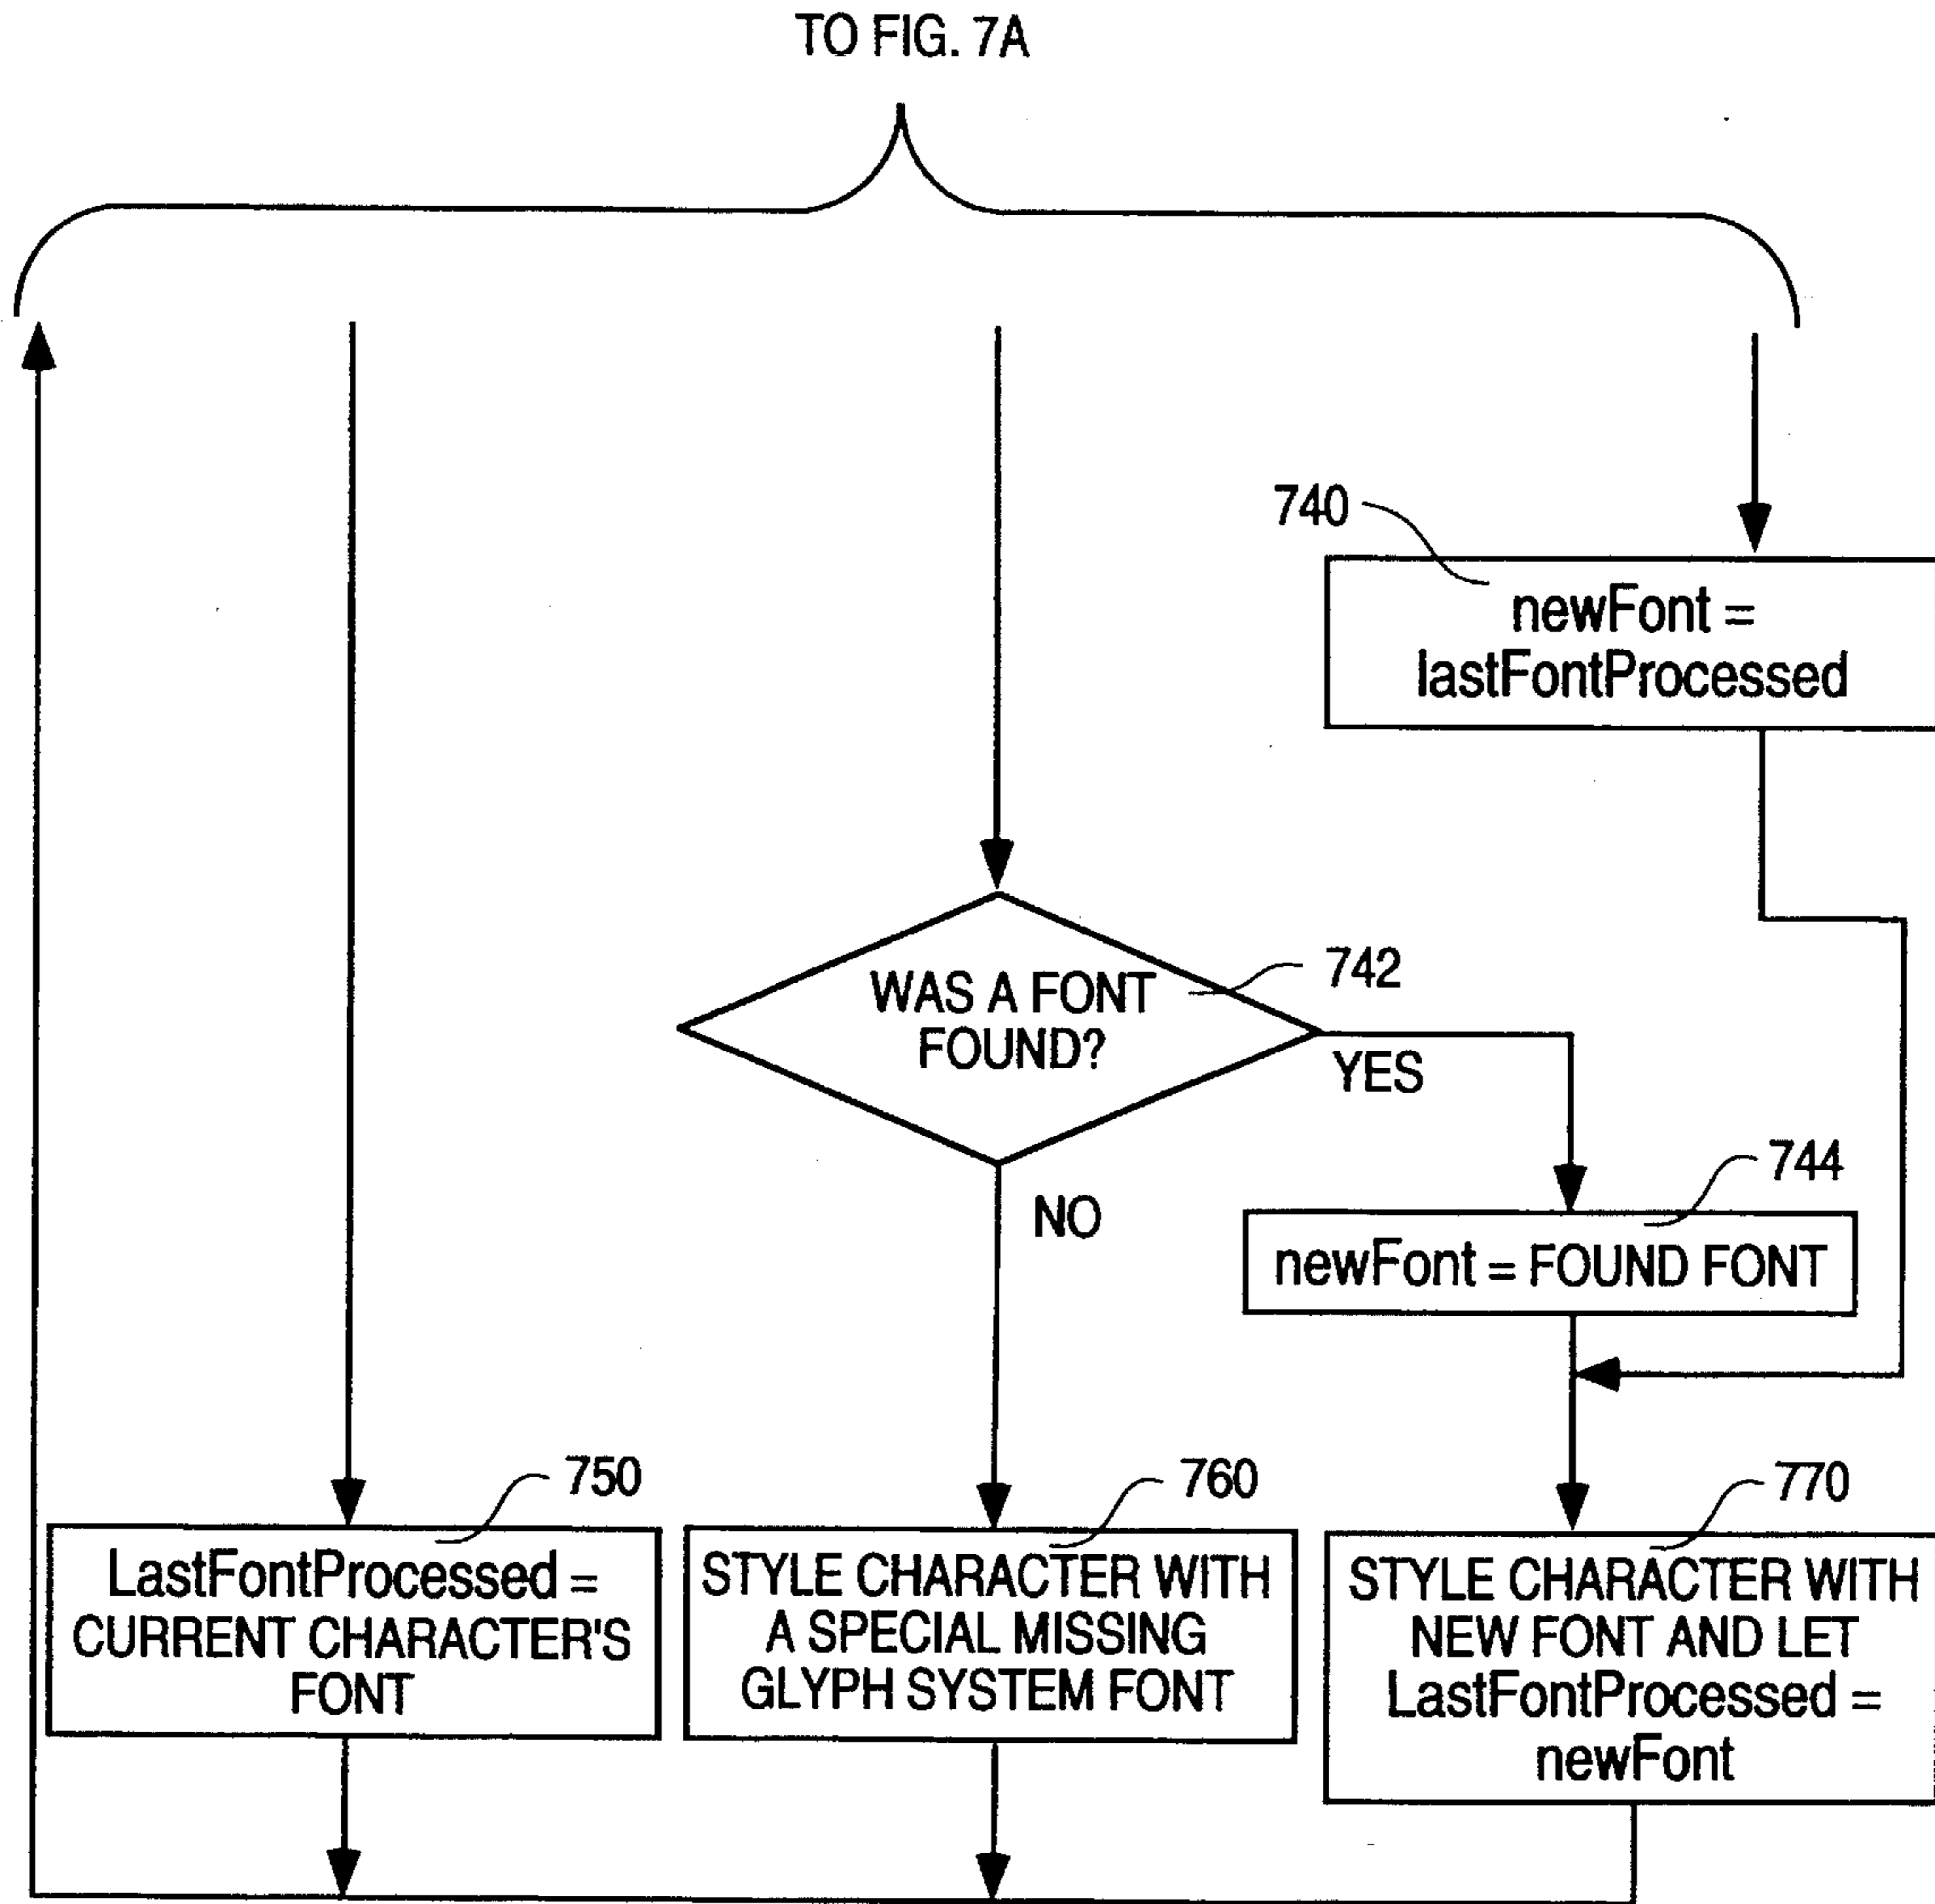 TO FIG. 7A
740
newFont =
lastFontProcessed
WAS A FONT
FOUND?
742
YES
NO
744
newFont = FOUND FONT
750
LastFontProcessed =
CURRENT CHARACTER'S
FONT
760
STYLE CHARACTER WITH
A SPECIAL MISSING
GLYPH SYSTEM FONT
770
STYLE CHARACTER WITH
NEW FONT AND LET
LastFontProcessed =
newFont